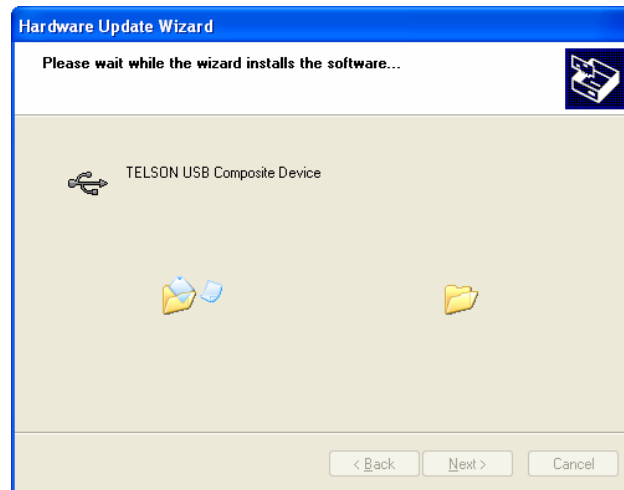 Hardware Update Wizard
Please wait while the wizard installs the software...
TELSON USB Composite Device
< Back
Next >
Cancel